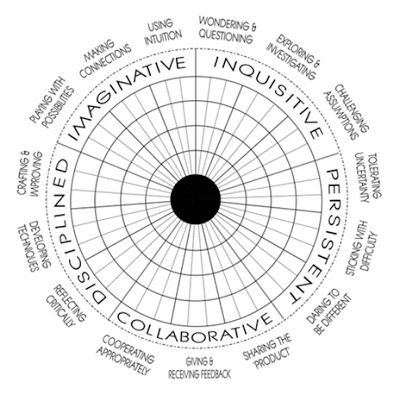 WONDERING &
QUESTIONING
EXPLORING &
INVESTIGATING
CHALLENGING
ASSUMPTIONS
TOLERATING
UNCERTAINTY
STICKING WITH
DIFFICULTY
DARING TO
BE DIFFERENT
SHARING THE
PRODUCT
GIVING &
RECEIVING FEEDBACK
COOPERATING
APPROPRIATELY
REFLECTING
CRITICALLY
DEVELOPING
TECHNIQUES
CRAFTING &
IMPROVING
PLAYING WITH
POSSIBILITIES
MAKING
CONNECTIONS
USING
INTUITION
INQUISITIVE
PERSISTENT
COLLABORATIVE
DISCIPLINED
IMAGINATIVE